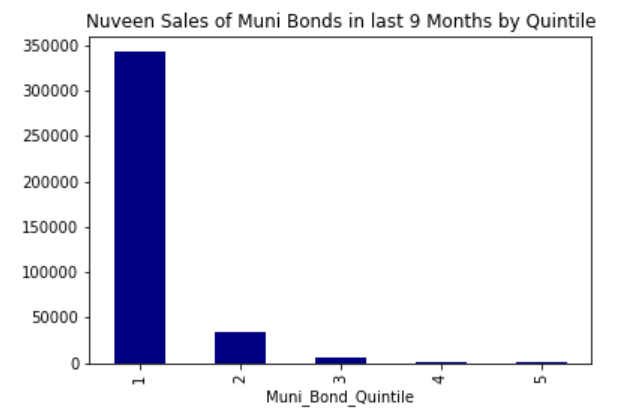 Nuveen Sales of Muni Bonds in last 9 Months by Quintile
350000
300000
250000
200000
150000
100000
50000
0
1 2 3 4 5
Muni_Bond_Quintile